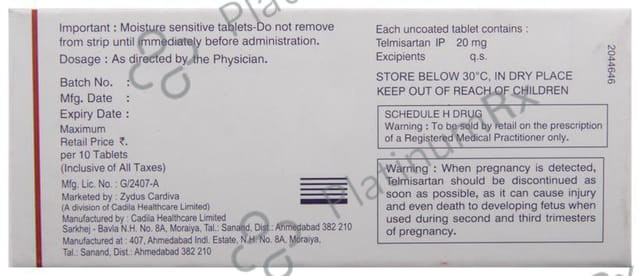 Important : Moisture sensitive tablets-Do not remove
from strip until immediately before administration.
Dosage : As directed by the Physician.
Batch No. :
Mfg. Date :
Expiry Date :
Maximum
Retail Price ₹.
per 10 Tablets
(Inclusive of All Taxes)
Mfg. Lic. No. : G/2407-A
Marketed by : Zydus Cardiva
(A division of Cadila Healthcare Limited)
Manufactured by : Cadila Healthcare Limited
Sarkhej - Bavla N.H. No. 8A, Moraiya, Tal.: Sanand, Dist.: Ahmedabad 382 210
Manufactured at : 407, Ahmedabad Indl. Estate, N.H. No. 8A, Moraiya,
Tal.: Sanand, Dist.: Ahmedabad 382 210
Each uncoated tablet contains :
Telmisartan IP 20 mg
Excipients q.s.
STORE BELOW 30°C, IN DRY PLACE
KEEP OUT OF REACH OF CHILDREN
SCHEDULE H DRUG
Warning : To be sold by retail on the prescription
of a Registered Medical Practitioner only.
Warning : When pregnancy is detected,
Telmisartan should be discontinued as
soon as possible, as it can cause injury
and even death to developing fetus when
used during second and third trimesters
of pregnancy.
2044646
PlatinumRx